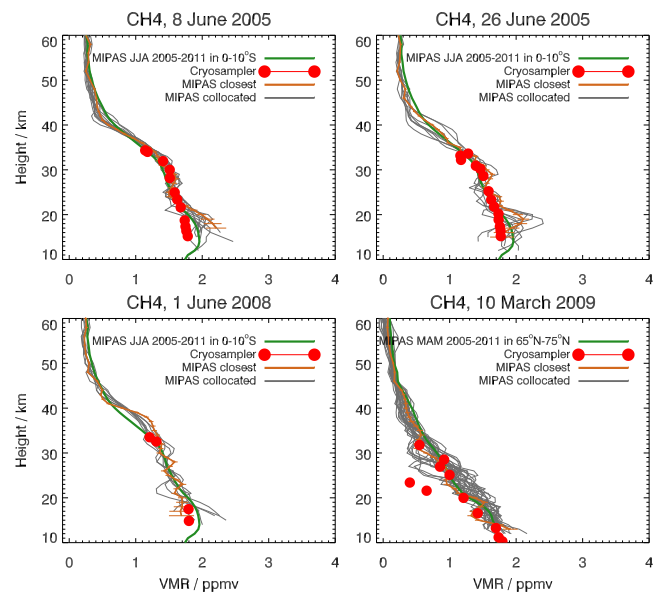 CH4, 8 June 2005
CH4, 26 June 2005
60
50
40
30
20
10
Height / km
MIPAS JJA 2005-2011 in 0-10°S
Cryosampler
MIPAS closest
MIPAS collocated
0 1 2 3 4
60
50
40
30
20
10
Height / km
MIPAS JJA 2005-2011 in 0-10°S
Cryosampler
MIPAS closest
MIPAS collocated
0 1 2 3 4
CH4, 1 June 2008
CH4, 10 March 2009
60
50
40
30
20
10
Height / km
MIPAS JJA 2005-2011 in 0-10°S
Cryosampler
MIPAS closest
MIPAS collocated
0 1 2 3 4
VMR / ppmv
60
50
40
30
20
10
Height / km
MIPAS MAM 2005-2011 in 65°N-75°N
Cryosampler
MIPAS closest
MIPAS collocated
0 1 2 3 4
VMR / ppmv